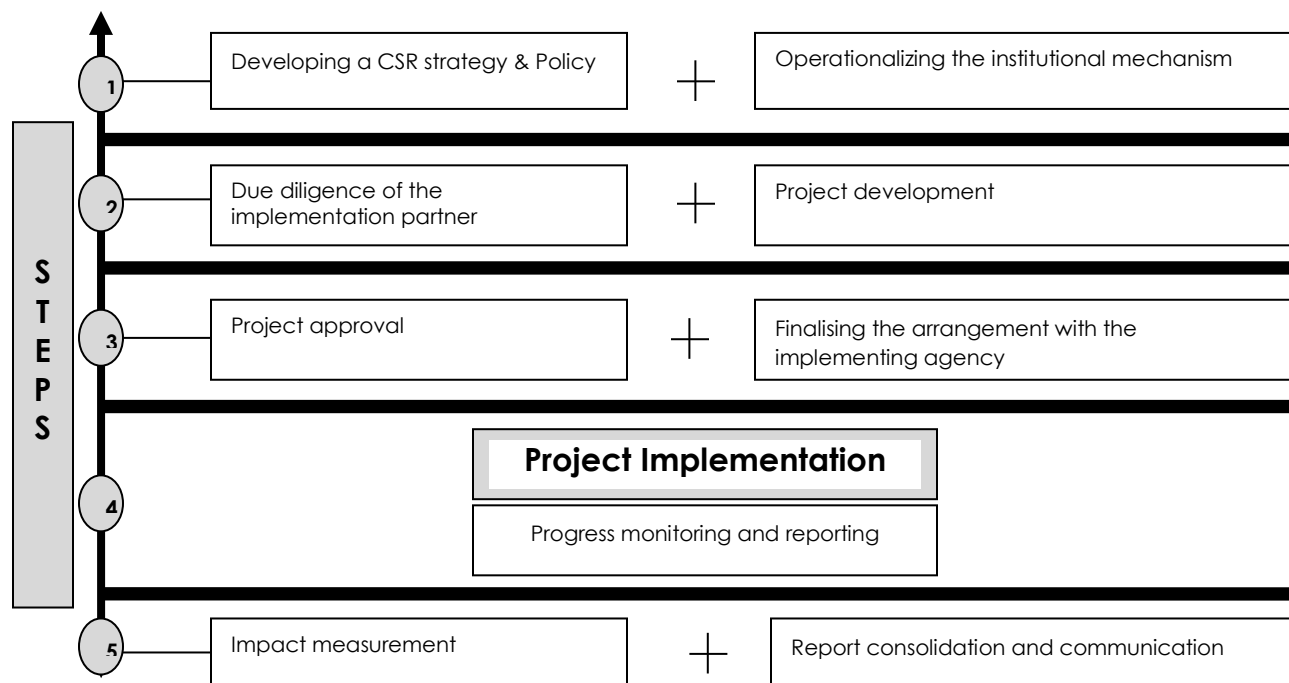 1
Developing a CSR strategy & Policy
+
Operationalizing the institutional mechanism
2
Due diligence of the
implementation partner
+
Project development
S
T
E
P
S
3
Project approval
+
Finalising the arrangement with the
implementing agency
4
Project Implementation
Progress monitoring and reporting
5
Impact measurement
+
Report consolidation and communication